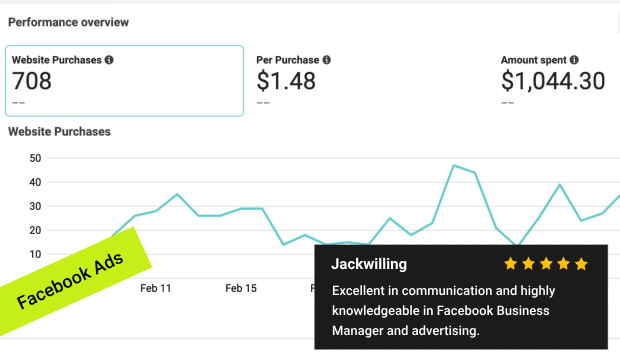 Performance overview
Website Purchases
Per Purchase
Amount spent
708
$1.48
$1,044.30
--
--
--
Website Purchases
50
40
30
20
10
Feb 11
Feb 15
Facebook Ads
Jackwilling
Excellent in communication and highly
knowledgeable in Facebook Business
Manager and advertising.